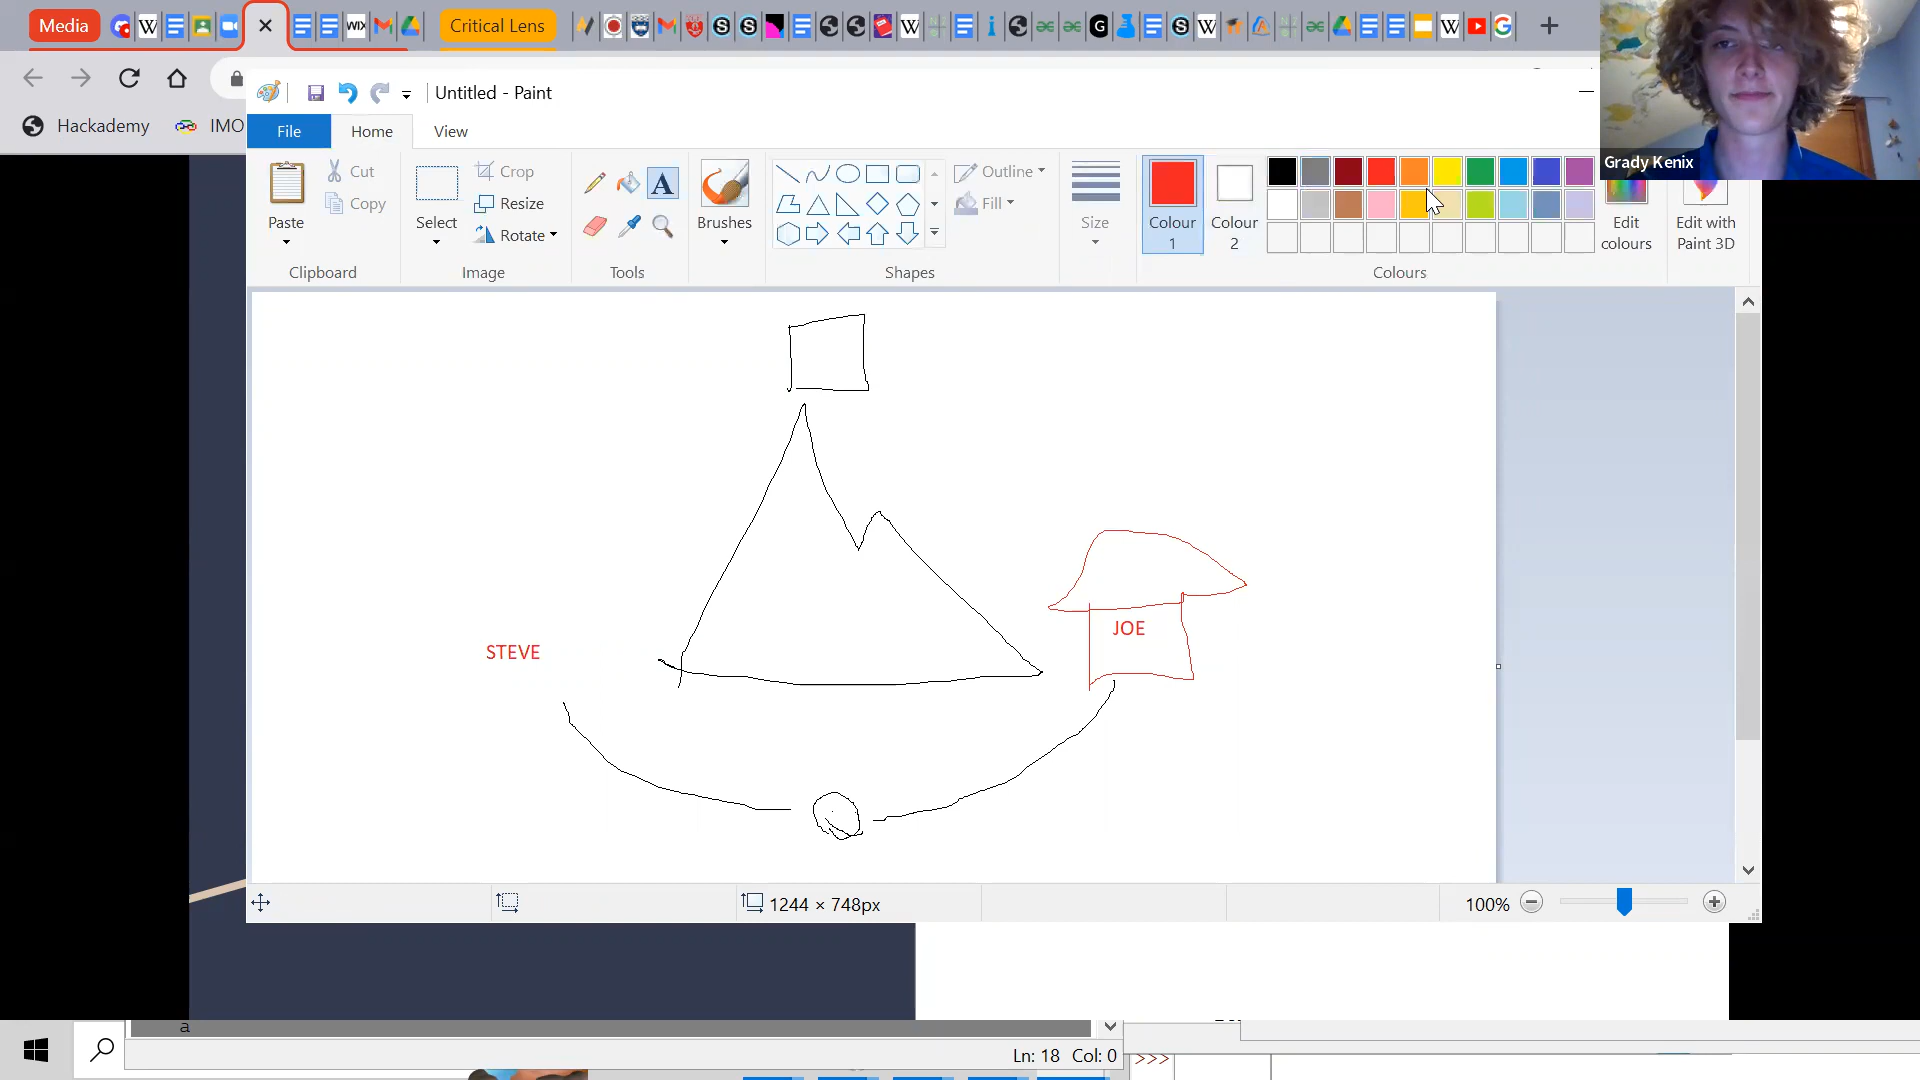 Media
Critical Lens
Hackademy
IMO
Untitled - Paint
File
Home
View
Grady Kenix
Paste
Cut
Copy
Clipboard
Select
Crop
Resize
Rotate
Image
Tools
Brushes
Shapes
Outline
Fill
Size
Colour
1
Colour
2
Colours
Edit
colours
Edit with
Paint 3D
JOE
STEVE
1244 × 748px
100%
a
Ln: 18 Col: 0
>>>